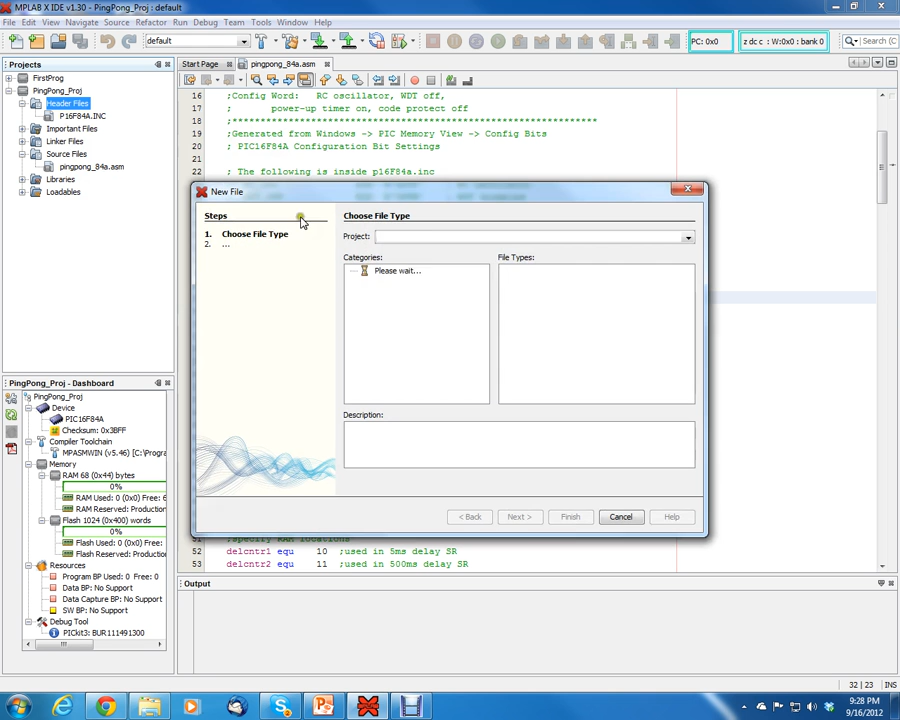 MPLAB X IDE v1.30 - PingPong_Proj : default
File Edit View Navigate Source Refactor Run Debug Team Tools Window Help
default
PC: 0x0
z dc c : W:0x0 : bank 0
Search (C
Projects
FirstProg
PingPong_Proj
Header Files
P16F84A.INC
Important Files
Linker Files
Source Files
pingpong_84a.asm
Libraries
Loadables
Start Page
pingpong_84a.asm
16 ;Config Word: RC oscillator, WDT off,
17 ; power-up timer on, code protect off
18 ;************************************************************
19 ;Generated from Windows -> PIC Memory View -> Config Bits
20 ; PIC16F84A Configuration Bit Settings
21
22 ; The following is inside p16F84a.inc
New File
Steps
1. Choose File Type
2. ...
Choose File Type
Project:
Categories:
File Types:
Please wait...
Description:
< Back
Next >
Finish
Cancel
Help
PingPong_Proj - Dashboard
PingPong_Proj
Device
PIC16F84A
Checksum: 0x3BFF
Compiler Toolchain
MPASMWIN (v5.46) [C:\Progra
Memory
RAM 68 (0x44) bytes
0%
RAM Used: 0 (0x0) Free: 6
RAM Reserved: Production
Flash 1024 (0x400) words
0%
Flash Used: 0 (0x0) Free:
Flash Reserved: Productio
Resources
Program BP Used: 0 Free: 0
Data BP: No Support
Data Capture BP: No Support
SW BP: No Support
Debug Tool
PICkit3: BUR111491300
51 ;specify RAM locations
52 delcntr1 equ 10 ;used in 5ms delay SR
53 delcntr2 equ 11 ;used in 500ms delay SR
Output
32 | 23 INS
9:28 PM
9/16/2012